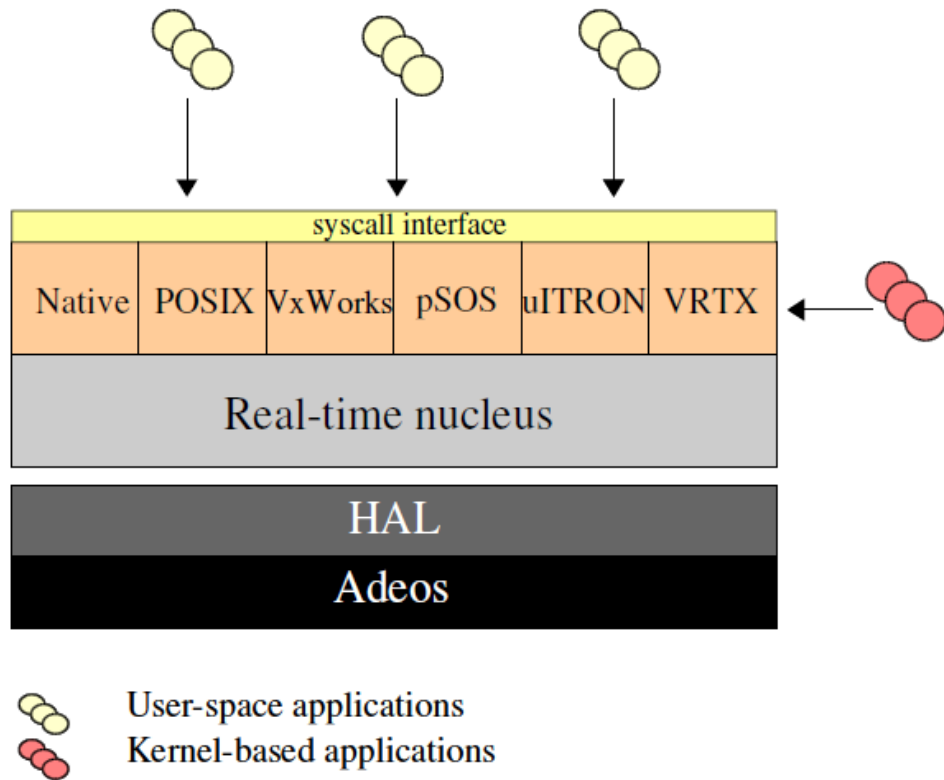 syscall interface
Native POSIX VxWorks pSOS uITRON VRTX
Real-time nucleus
HAL
Adeos
User-space applications
Kernel-based applications